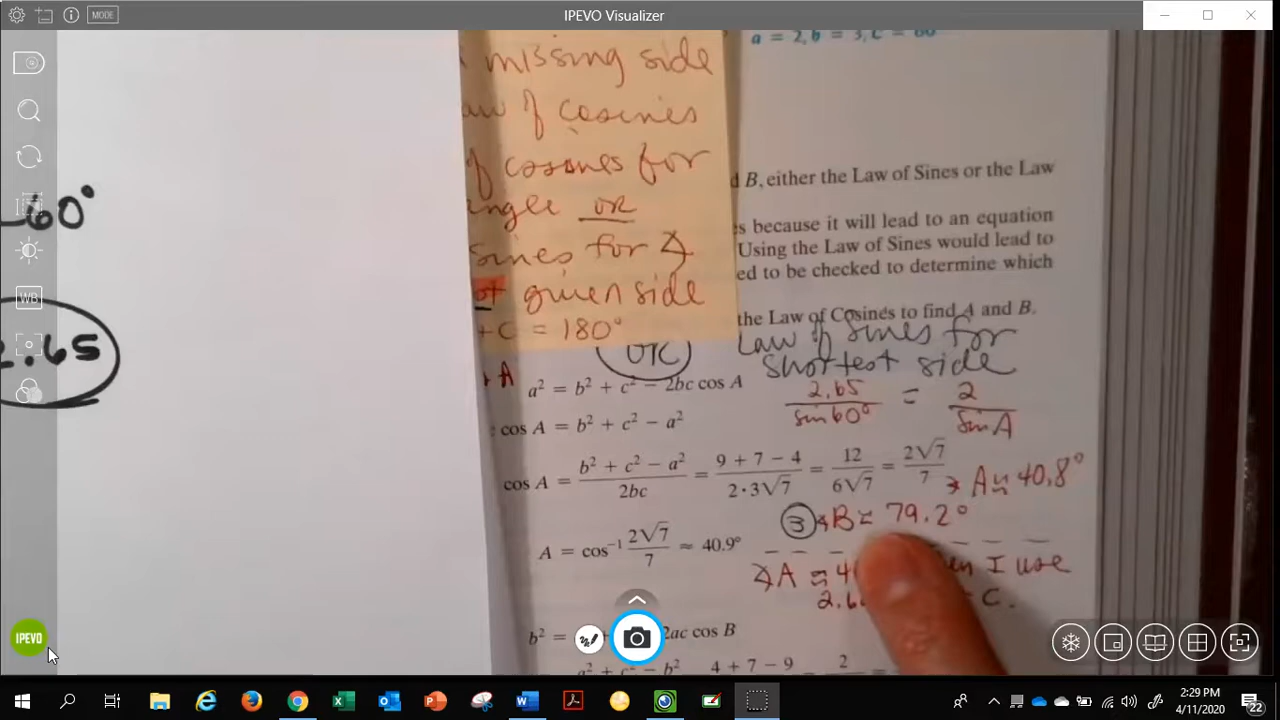 IPEVO Visualizer
MODE
a = 2, b = 3, C = 60°
missing side
law of cosines
of cosines for
angle OR
sines for ∡
not given side
+ C = 180°
60°
2.65
WB
B, either the Law of Sines or the Law
s because it will lead to an equation
Using the Law of Sines would lead to
ed to be checked to determine which
the Law of Cosines to find A and B.
OR
Law of Sines for
shortest side
A
a² = b² + c² − 2bc cos A
2.65 / sin 60° = 2 / sin A
cos A = b² + c² − a²
cos A = b² + c² − a² / 2bc = 9 + 7 − 4 / 2·3√7 = 12 / 6√7 = 2√7 / 7
A ≈ 40.8°
③ ∡B ≈ 79.2°
A = cos⁻¹ 2√7 / 7 ≈ 40.9°
∡A ≈ 4
I use
C.
b² =
2ac cos B
a² + c² − b²
4 + 7 − 9
2
IPEVO
2:29 PM
4/11/2020
22